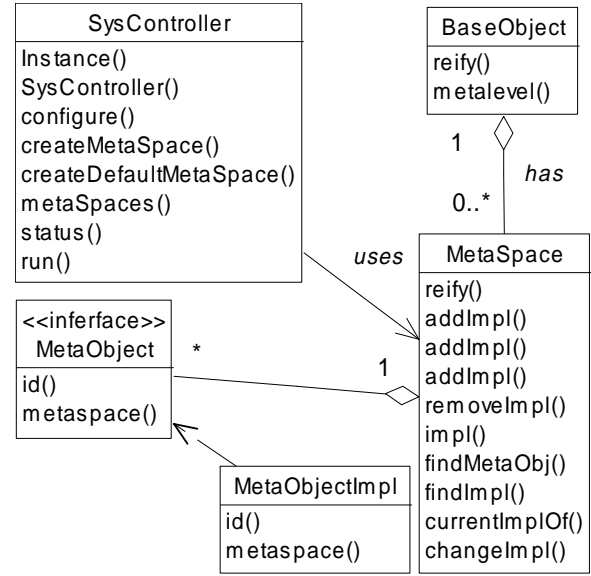 SysController
Instance()
SysController()
configure()
createMetaSpace()
createDefaultMetaSpace()
metaSpaces()
status()
run()
BaseObject
reify()
metalevel()
1
has
0..*
uses
MetaSpace
reify()
addImpl()
addImpl()
addImpl()
removeImpl()
impl()
findMetaObj()
findImpl()
currentImplOf()
changeImpl()
<<inferface>>
MetaObject
id()
metaspace()
*
1
MetaObjectImpl
id()
metaspace()